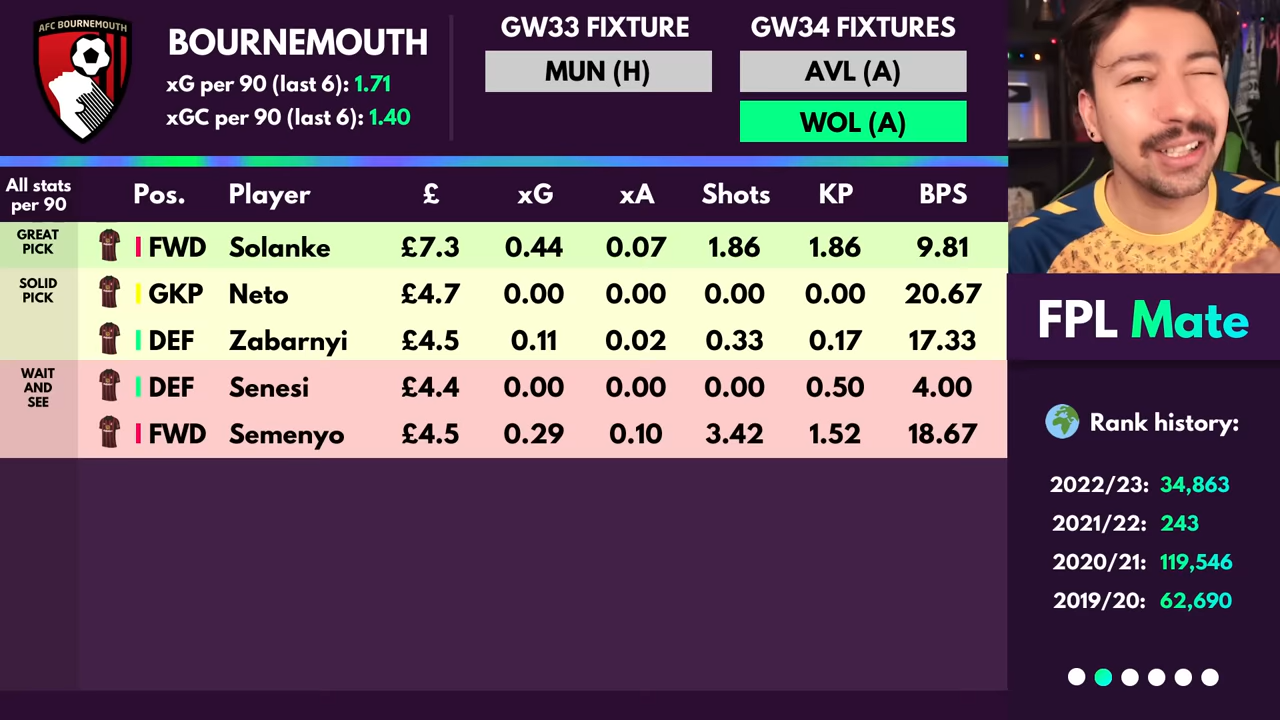 AFC BOURNEMOUTH
BOURNEMOUTH
xG per 90 (last 6): 1.71
xGC per 90 (last 6): 1.40
GW33 FIXTURE
MUN (H)
GW34 FIXTURES
AVL (A)
WOL (A)
All stats
per 90
Pos. Player £ xG xA Shots KP BPS
GREAT
PICK
FWD Solanke £7.3 0.44 0.07 1.86 1.86 9.81
SOLID
PICK
GKP Neto £4.7 0.00 0.00 0.00 0.00 20.67
DEF Zabarnyi £4.5 0.11 0.02 0.33 0.17 17.33
WAIT
AND
SEE
DEF Senesi £4.4 0.00 0.00 0.00 0.50 4.00
FWD Semenyo £4.5 0.29 0.10 3.42 1.52 18.67
FPL Mate
Rank history:
2022/23: 34,863
2021/22: 243
2020/21: 119,546
2019/20: 62,690